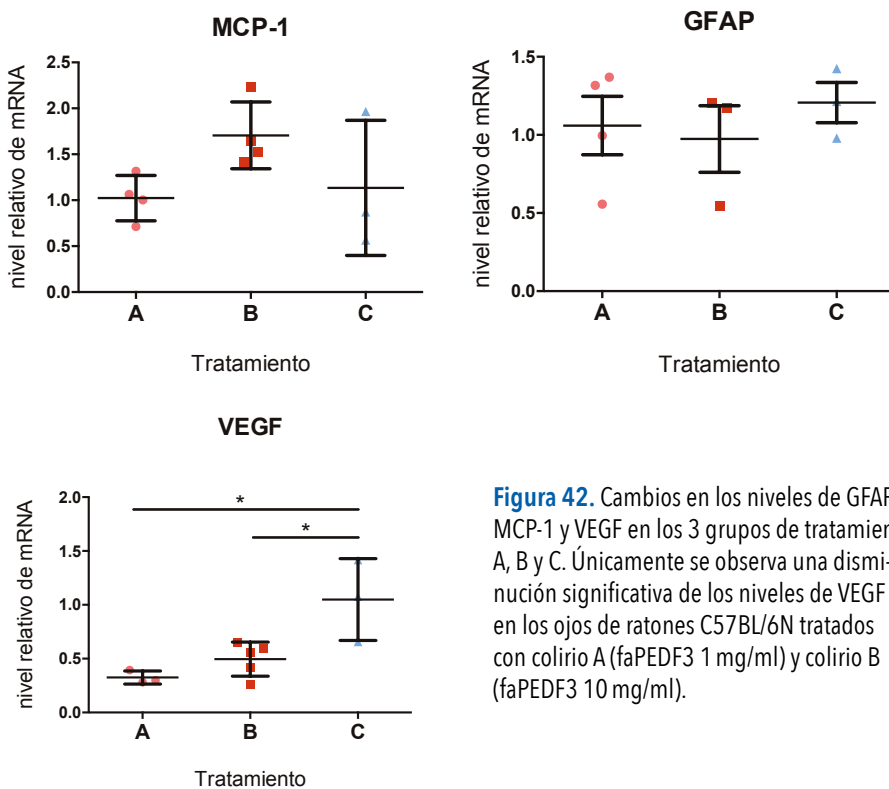 MCP-1
nivel relativo de mRNA
2.5
2.0
1.5
1.0
0.5
0.0
A B C
Tratamiento
GFAP
nivel relativo de mRNA
1.5
1.0
0.5
0.0
A B C
Tratamiento
VEGF
nivel relativo de mRNA
2.0
1.5
1.0
0.5
0.0
*
*
A B C
Tratamiento
Figura 42. Cambios en los niveles de GFAP
MCP-1 y VEGF en los 3 grupos de
A, B y C. Únicamente se observa una dismi-
nución significativa de los niveles de VEGF
en los ojos de ratones C57BL/6N tratados
con colirio A (faPEDF3 1 mg/ml) y colirio B
(faPEDF3 10 mg/ml).